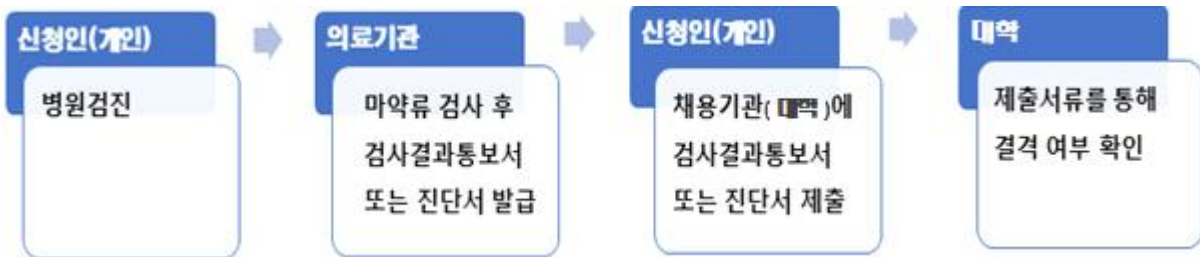 신청인(개인)
병원검진
의료기관
마약류 검사 후
검사결과통보서
또는 진단서 발급
신청인(개인)
채용기관( 대학 )에
검사결과통보서
또는 진단서 제출
대학
제출서류를 통해
결격 여부 확인